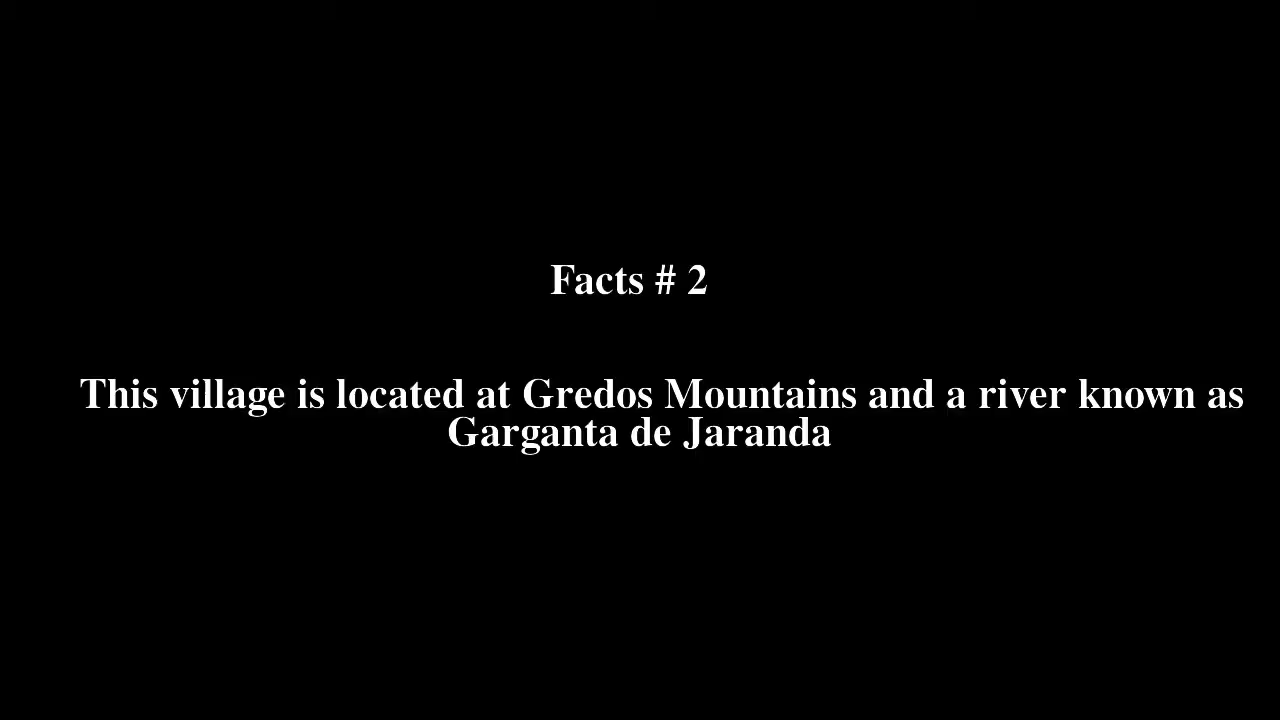 Facts # 2
This village is located at Gredos Mountains and a river known as
Garganta de Jaranda